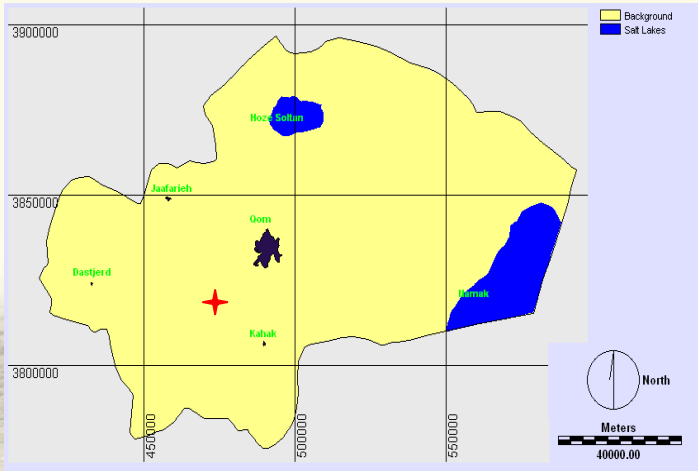 3900000
Background
Salt Lakes
Hoze Soltan
3850000
Jaafarieh
Qom
Dastjerd
Namak
Kahak
3800000
North
450000
500000
550000
Meters
40000.00